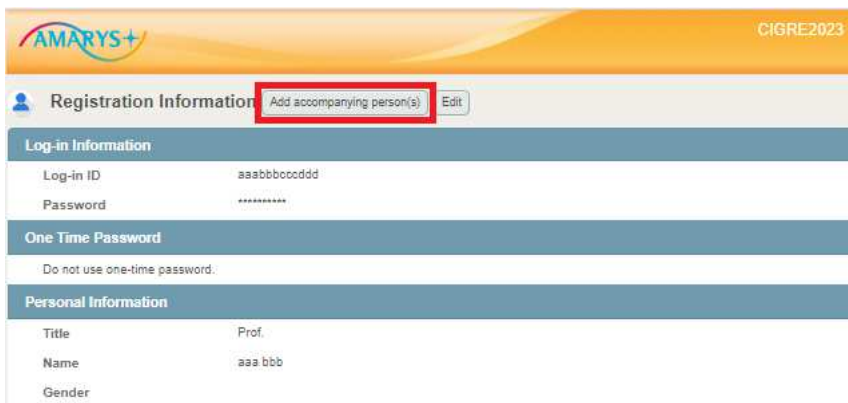 AMARYS+
CIGRE2023
Registration Information Add accompanying person(s) Edit
Log-in Information
Log-in ID aaabbbcccddd
Password **********
One Time Password
Do not use one-time password.
Personal Information
Title Prof.
Name aaa bbb
Gender